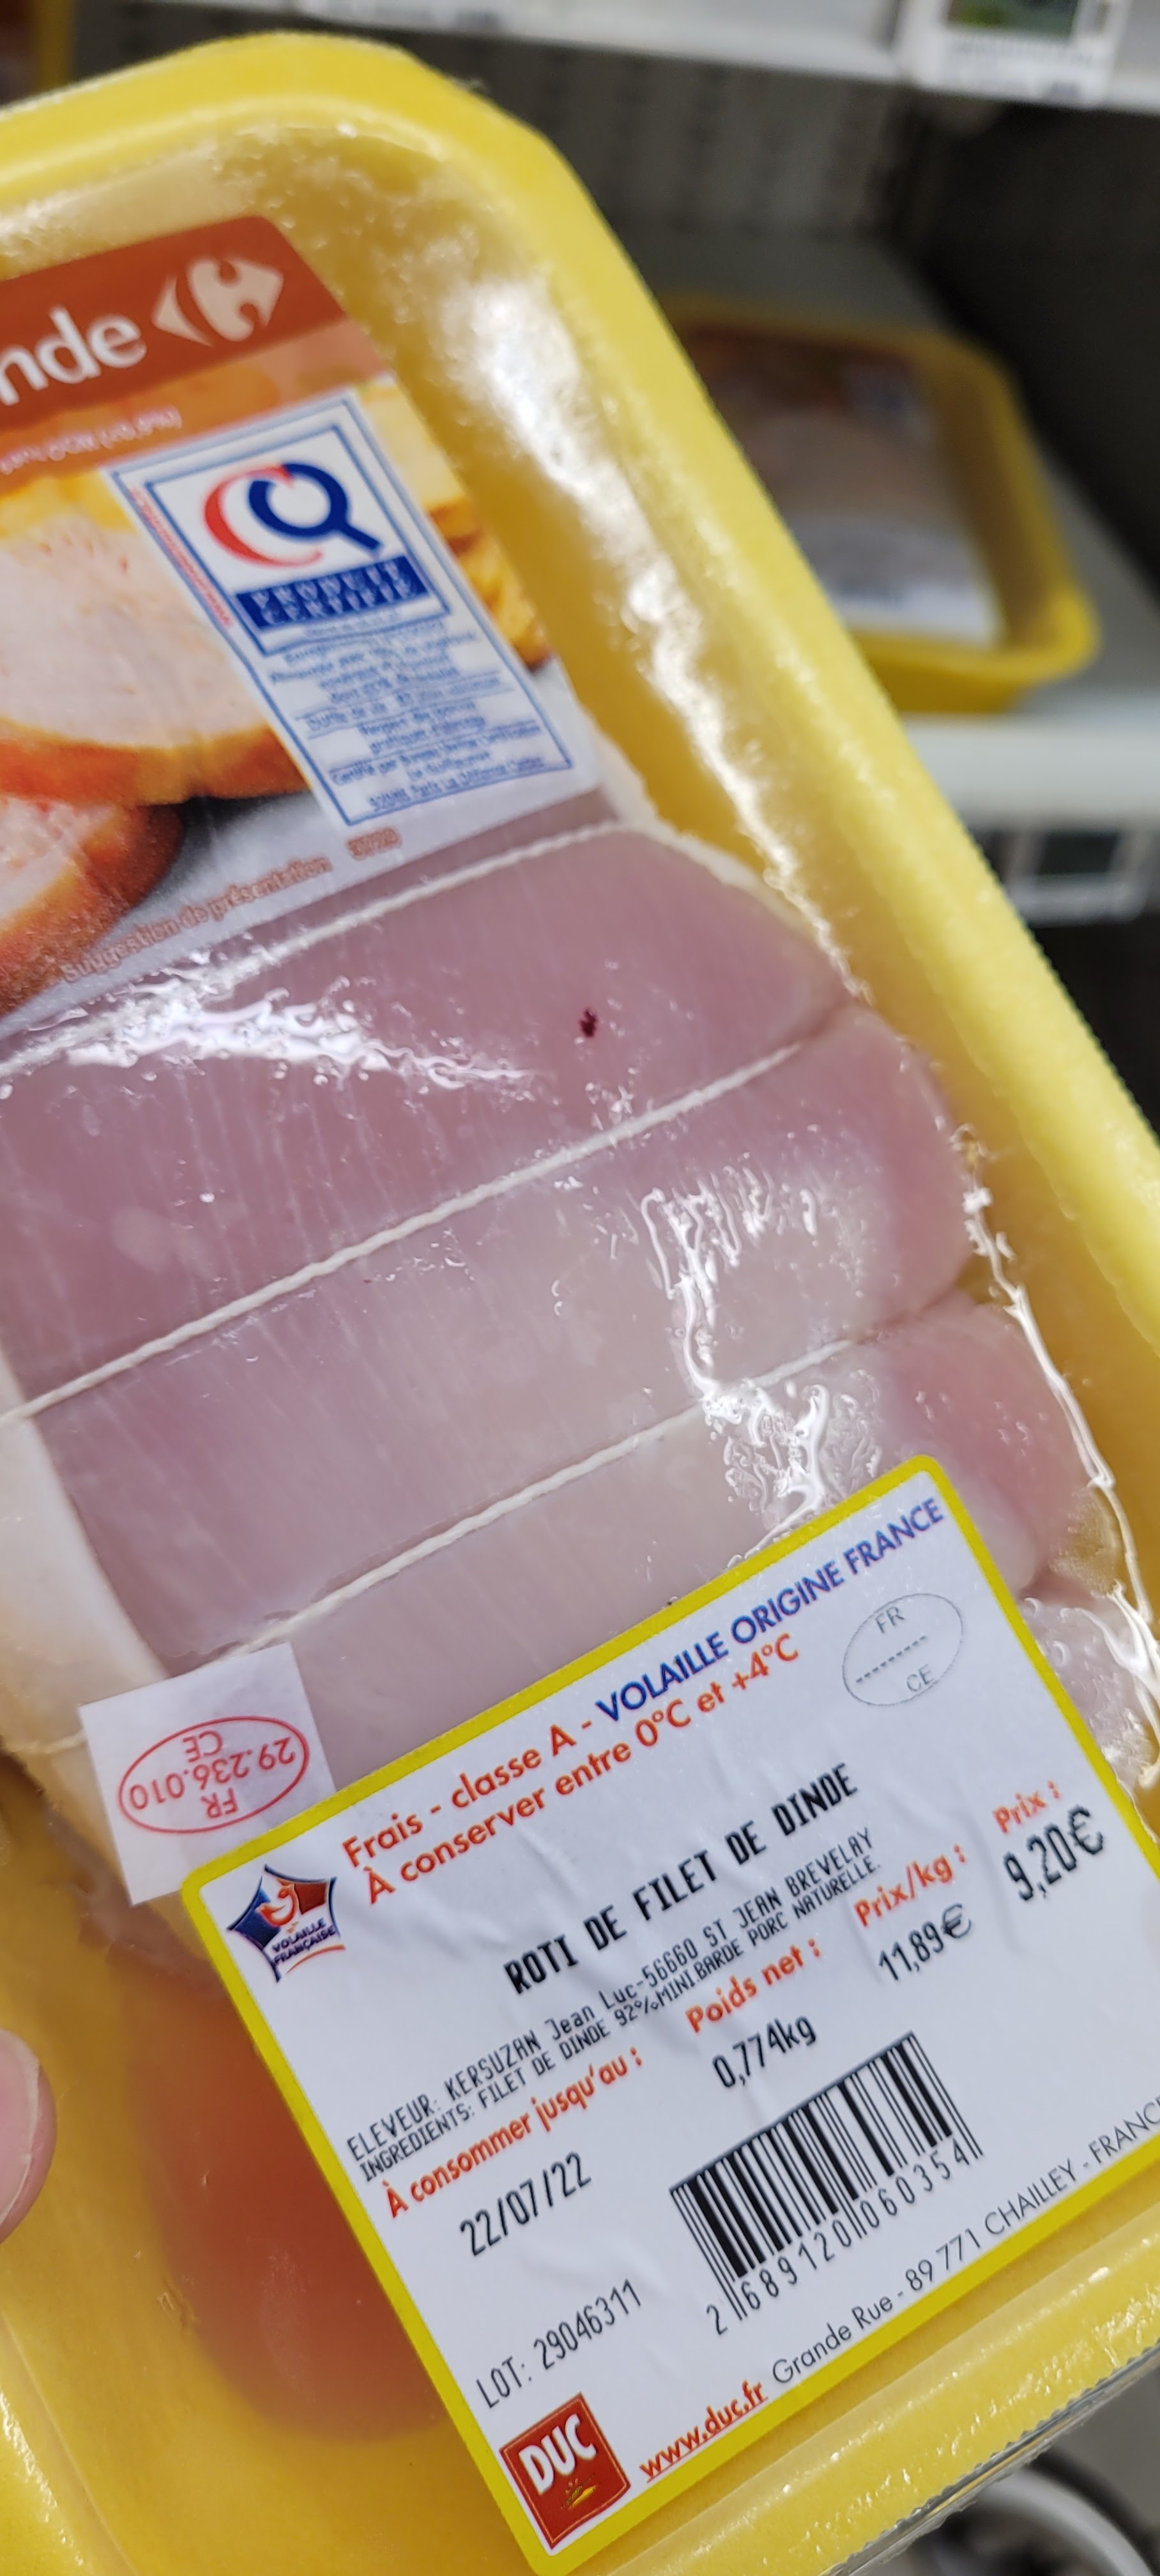 nde
PRODUIT
CERTIFIÉ
Suggestion de présentation
FR
29.236.010
CE
Frais - classe A - VOLAILLE ORIGINE FRANCE
À conserver entre 0°C et +4°C
FR
CE
VOLAILLE
FRANÇAISE
ROTI DE FILET DE DINDE
ELEVEUR: KERSUZAN Jean Luc-56660 ST JEAN BREVELAY
INGREDIENTS: FILET DE DINDE 92%MINI.BARDE PORC NATURELLE.
À consommer jusqu'au : Poids net : Prix/kg : Prix :
22/07/22 0,774kg 11,89€ 9,20€
2 689120 060354
LOT: 29046311
DUC
www.duc.fr Grande Rue - 89 771 CHAILLEY - FRANCE